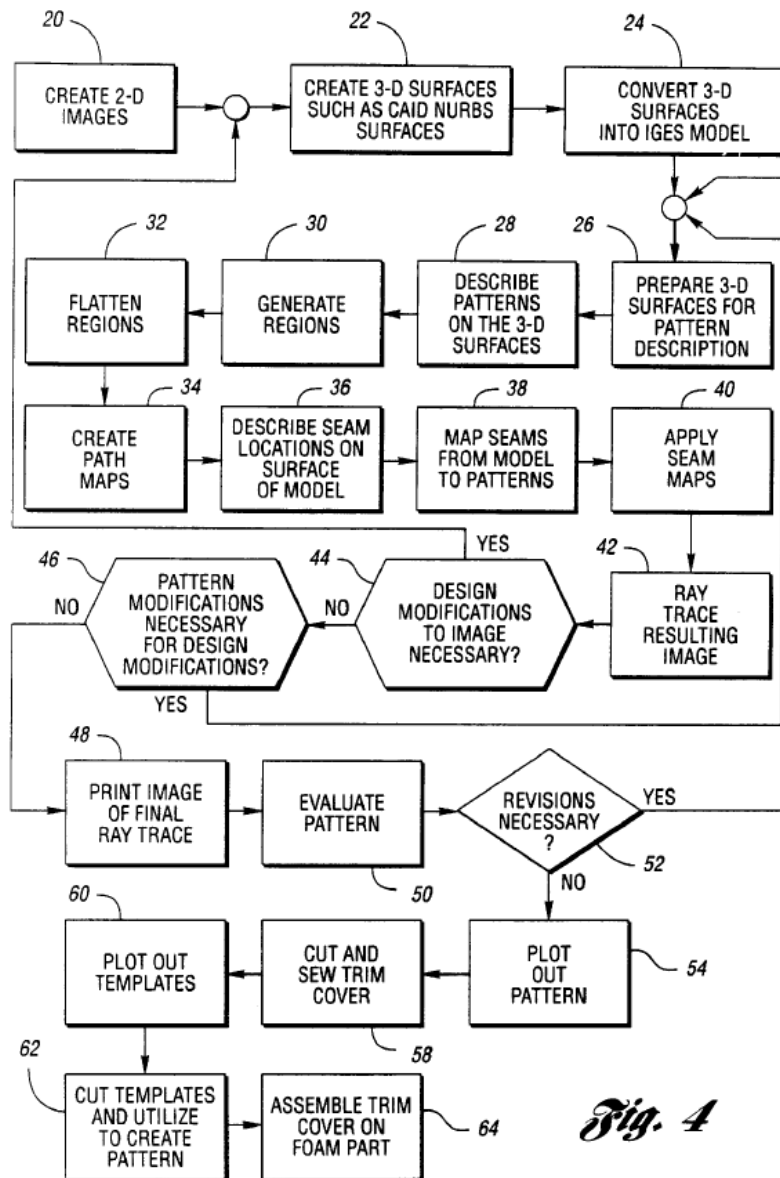 20
22
24
CREATE 2-D
IMAGES
CREATE 3-D SURFACES
SUCH AS CAID NURBS
SURFACES
CONVERT 3-D
SURFACES
INTO IGES MODEL
32
30
28
26
FLATTEN
REGIONS
GENERATE
REGIONS
DESCRIBE
PATTERNS
ON THE 3-D
SURFACES
PREPARE 3-D
SURFACES FOR
PATTERN
DESCRIPTION
34
36
38
40
CREATE
PATH
MAPS
DESCRIBE SEAM
LOCATIONS ON
SURFACE
OF MODEL
MAP SEAMS
FROM MODEL
TO PATTERNS
APPLY
SEAM
MAPS
46
YES
44
42
NO
PATTERN
MODIFICATIONS
NECESSARY
FOR DESIGN
MODIFICATIONS?
NO
DESIGN
MODIFICATIONS
TO IMAGE
NECESSARY?
RAY
TRACE
RESULTING
IMAGE
YES
48
PRINT IMAGE
OF FINAL
RAY TRACE
EVALUATE
PATTERN
REVISIONS
NECESSARY
?
YES
50
52
NO
60
PLOT OUT
TEMPLATES
CUT AND
SEW TRIM
COVER
PLOT
OUT
PATTERN
54
58
62
CUT TEMPLATES
AND UTILIZE
TO CREATE
PATTERN
ASSEMBLE TRIM
COVER ON
FOAM PART
64
Fig. 4